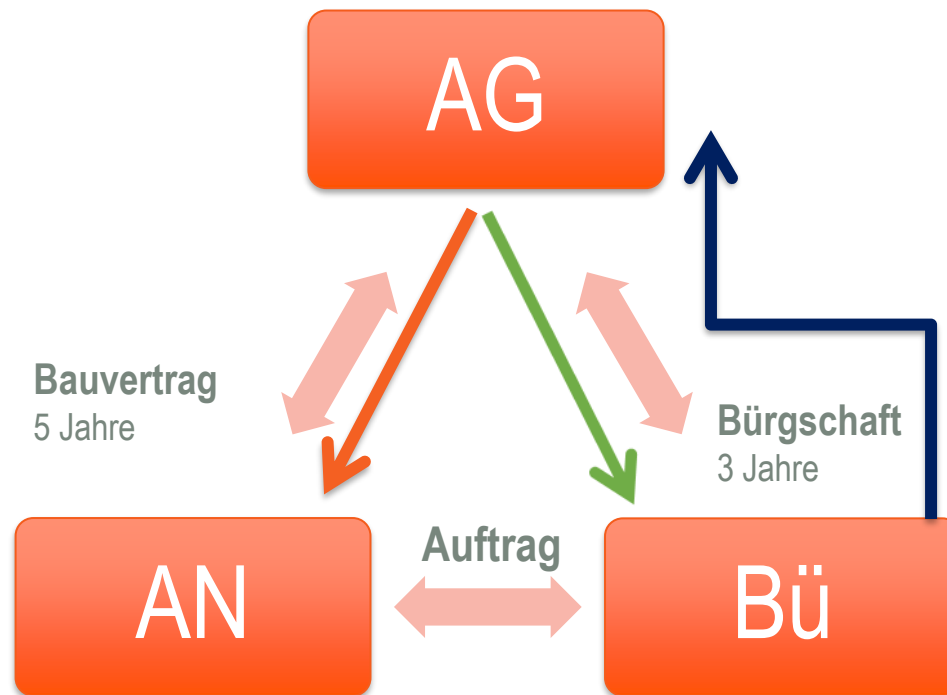 AG
Bauvertrag
5 Jahre
Bürgschaft
3 Jahre
Auftrag
AN
Bü